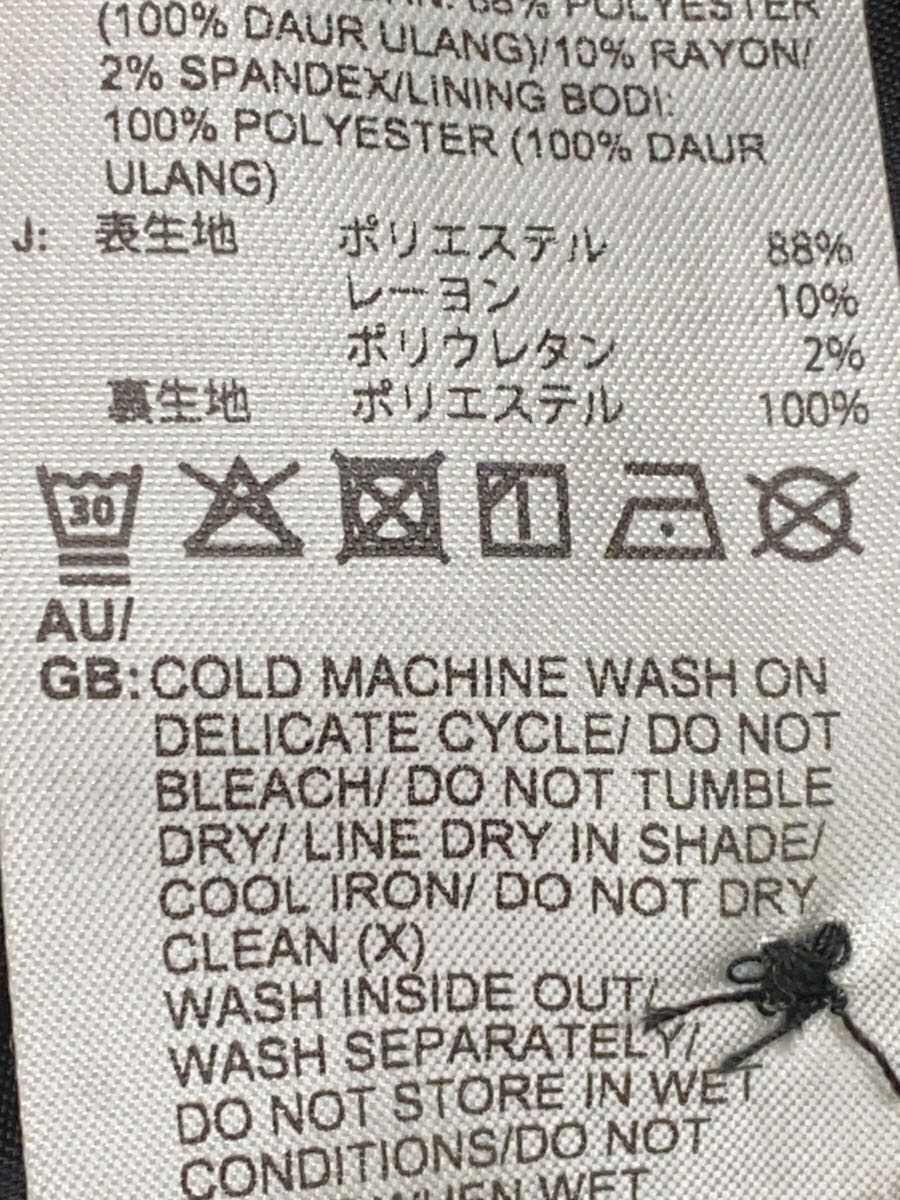 68% POLYESTER
(100% DAUR ULANG)/10% RAYON/
2% SPANDEX/LINING BODI:
100% POLYESTER (100% DAUR
ULANG)
J: 表生地 ポリエステル 88%
レーヨン 10%
ポリウレタン 2%
裏生地 ポリエステル 100%
30
AU/
GB: COLD MACHINE WASH ON
DELICATE CYCLE/ DO NOT
BLEACH/ DO NOT TUMBLE
DRY/ LINE DRY IN SHADE/
COOL IRON/ DO NOT DRY
CLEAN (X)
WASH INSIDE OUT/
WASH SEPARATELY/
DO NOT STORE IN WET
CONDITIONS/DO NOT
WHEN WET